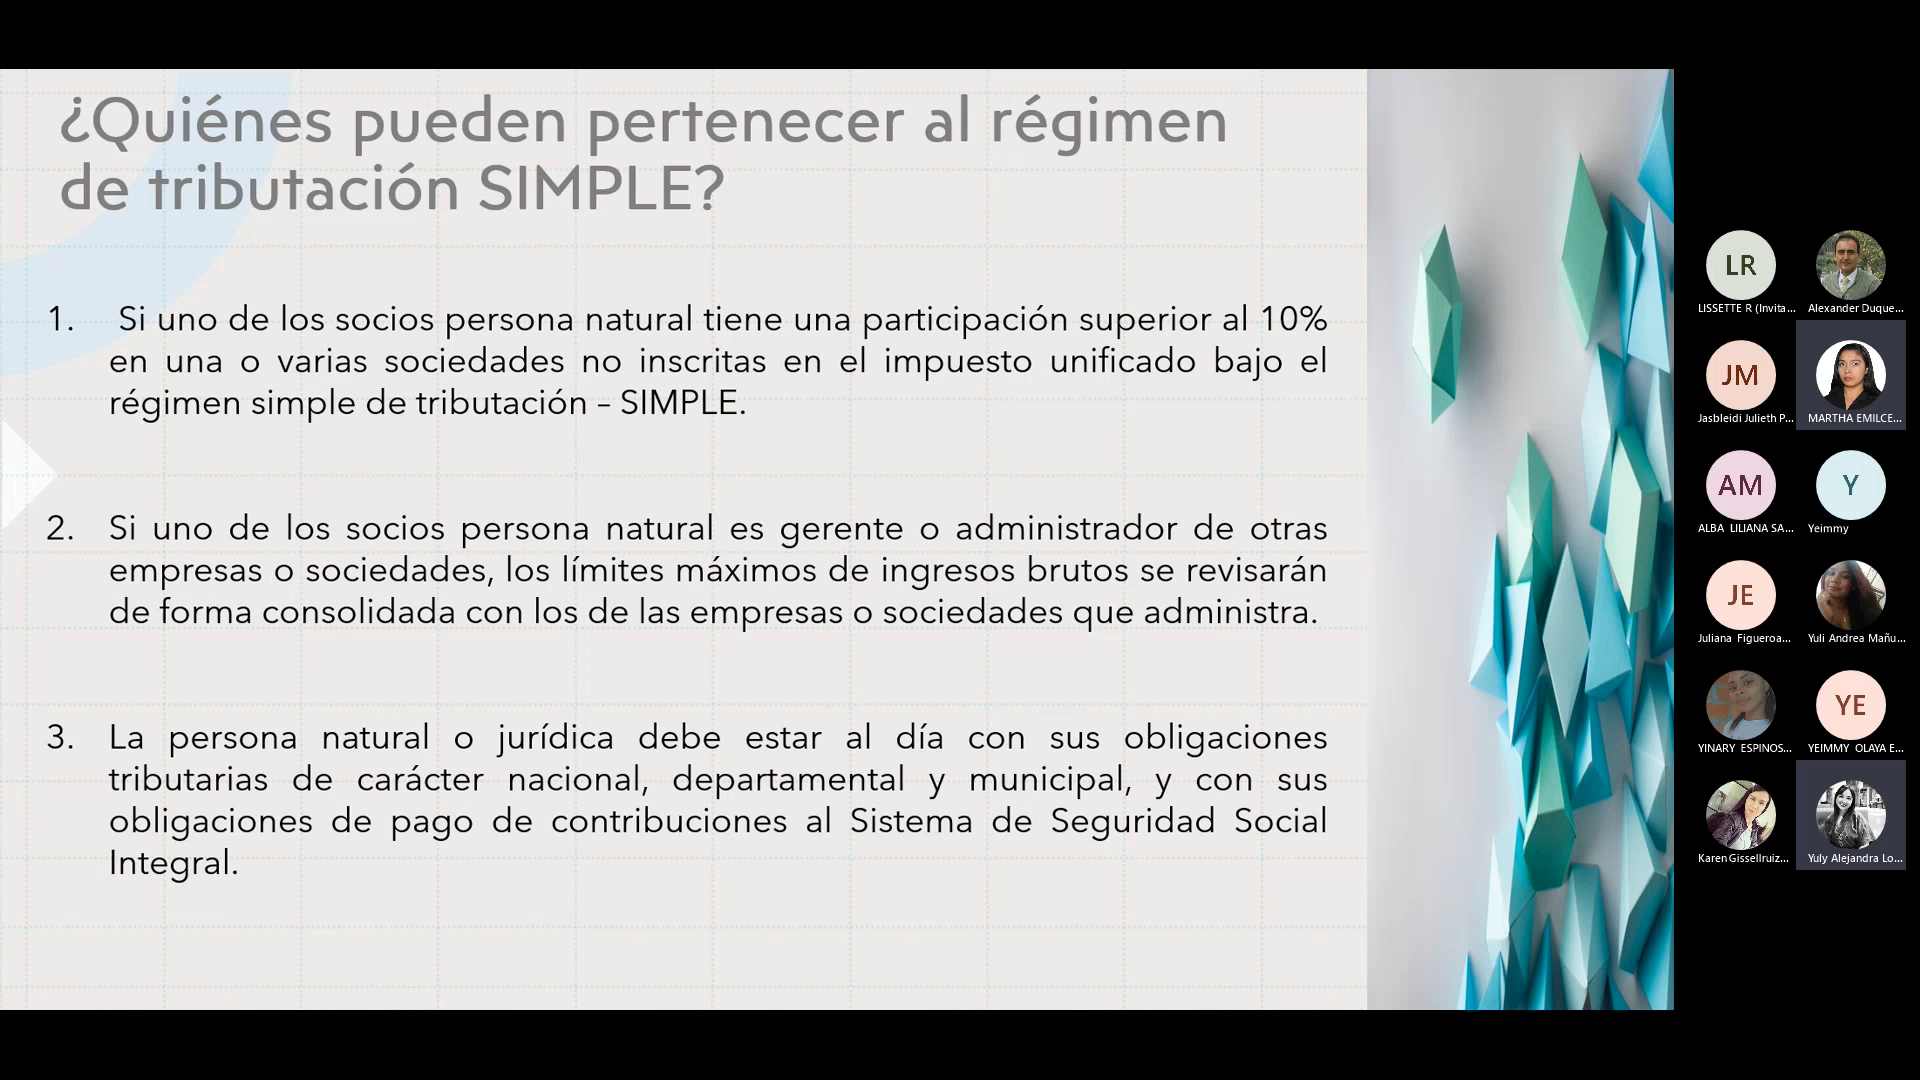 ¿Quiénes pueden pertenecer al régimen
de tributación SIMPLE?
1. Si uno de los socios persona natural tiene una participación superior al 10%
en una o varias sociedades no inscritas en el impuesto unificado bajo el
régimen simple de tributación – SIMPLE.
2. Si uno de los socios persona natural es gerente o administrador de otras
empresas o sociedades, los límites máximos de ingresos brutos se revisarán
de forma consolidada con los de las empresas o sociedades que administra.
3. La persona natural o jurídica debe estar al día con sus obligaciones
tributarias de carácter nacional, departamental y municipal, y con sus
obligaciones de pago de contribuciones al Sistema de Seguridad Social
Integral.
LR
LISSETTE R (Invita...
Alexander Duque...
JM
Jasbleidi Julieth P...
MARTHA EMILCE...
AM
ALBA LILIANA SA...
Y
Yeimmy
JE
Juliana Figueroa...
Yuli Andrea Mañu...
YINARY ESPINOS...
YE
YEIMMY OLAYA E...
Karen Gissellruiz...
Yuly Alejandra Lo...